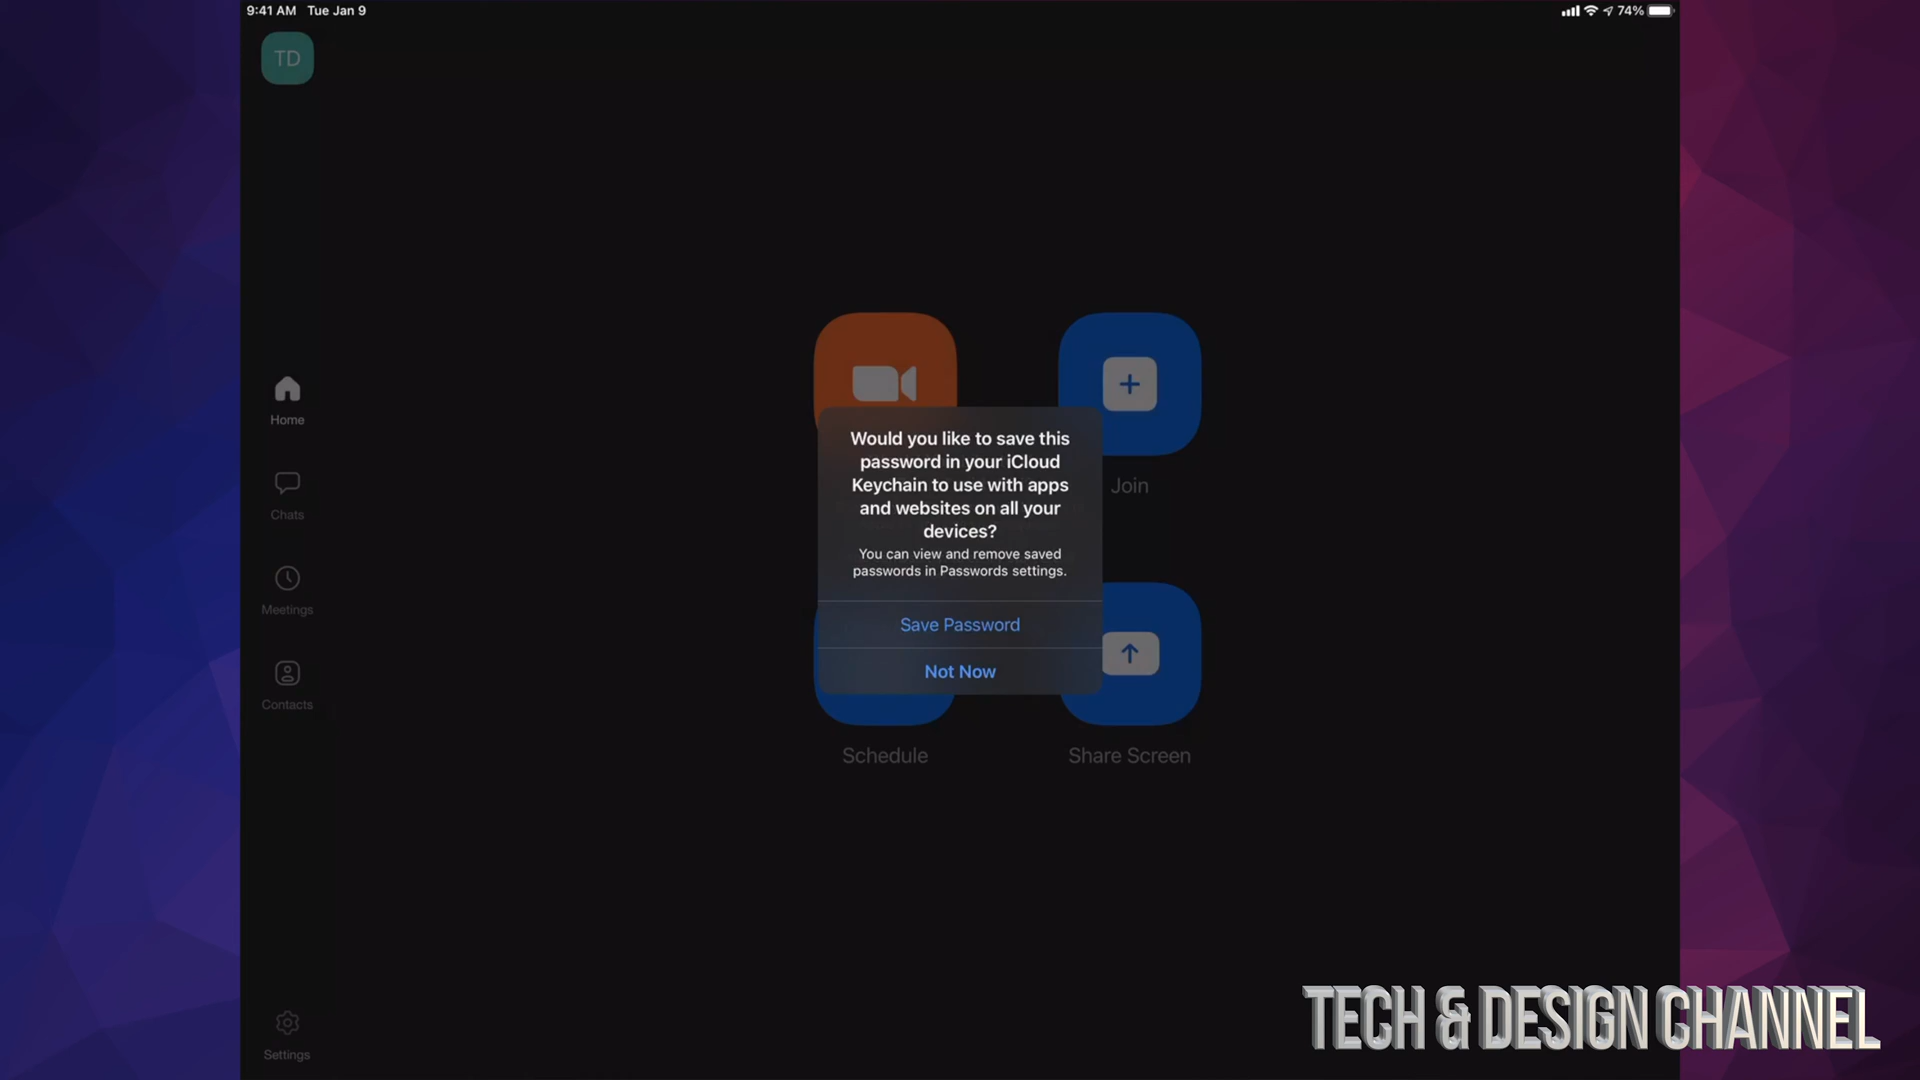 9:41 AM Tue Jan 9
74%
TD
Home
Chats
Meetings
Contacts
Settings
Would you like to save this
password in your iCloud
Keychain to use with apps
and websites on all your
devices?
You can view and remove saved
passwords in Passwords settings.
Save Password
Not Now
Join
Schedule
Share Screen
TECH & DESIGN CHANNEL